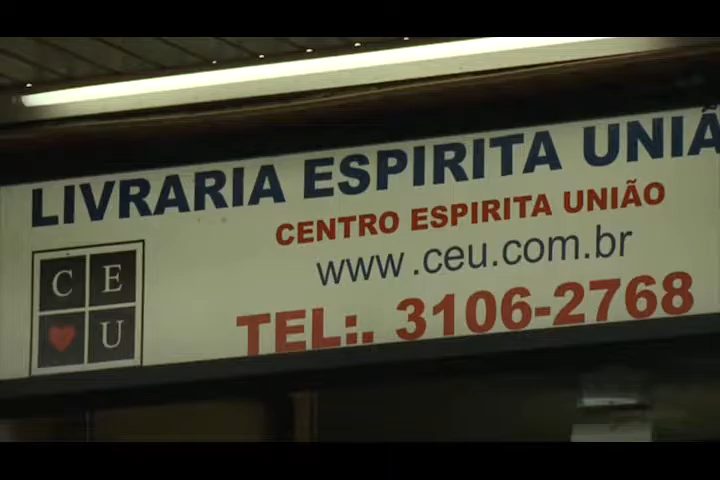 LIVRARIA ESPIRITA UNIÃ
CENTRO ESPIRITA UNIÃO
www.ceu.com.br
TEL:. 3106-2768
C E
U